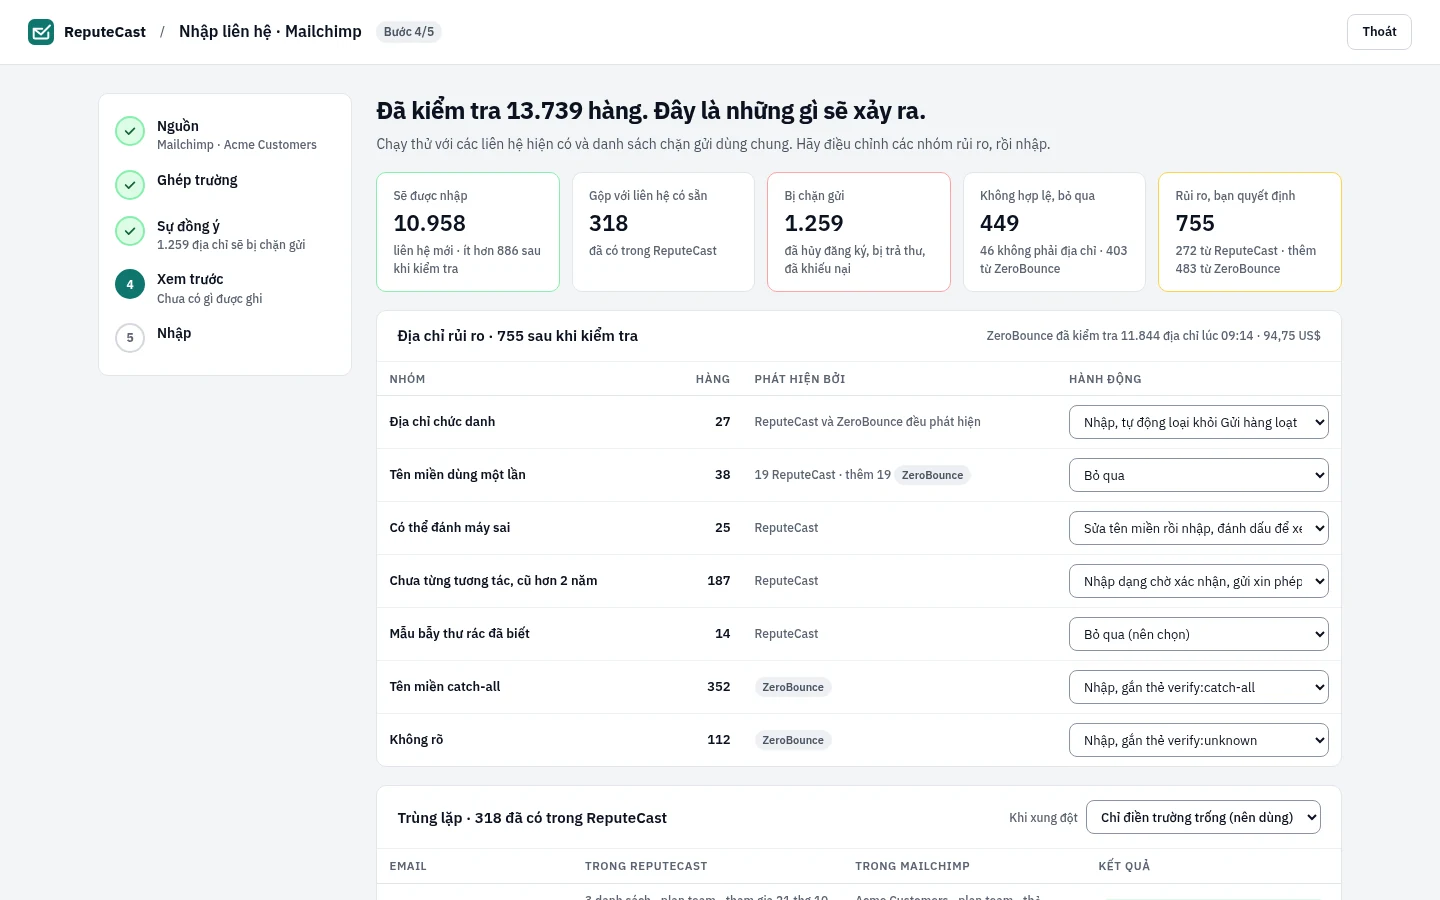 ReputeCast / Nhập liên hệ · Mailchimp Bước 4/5 Thoát
Nguồn
Mailchimp · Acme Customers
Ghép trường
Sự đồng ý
1.259 địa chỉ sẽ bị chặn gửi
4 Xem trước
Chưa có gì được ghi
5 Nhập
Đã kiểm tra 13.739 hàng. Đây là những gì sẽ xảy ra.
Chạy thử với các liên hệ hiện có và danh sách chặn gửi dùng chung. Hãy điều chỉnh các nhóm rủi ro, rồi nhập.
Sẽ được nhập
10.958
liên hệ mới · ít hơn 886 sau
khi kiểm tra
Gộp với liên hệ có sẵn
318
đã có trong ReputeCast
Bị chặn gửi
1.259
đã hủy đăng ký, bị trả thư,
đã khiếu nại
Không hợp lệ, bỏ qua
449
46 không phải địa chỉ · 403
từ ZeroBounce
Rủi ro, bạn quyết định
755
272 từ ReputeCast · thêm
483 từ ZeroBounce
Địa chỉ rủi ro · 755 sau khi kiểm tra
ZeroBounce đã kiểm tra 11.844 địa chỉ lúc 09:14 · 94,75 US$
NHÓM HÀNG PHÁT HIỆN BỞI HÀNH ĐỘNG
Địa chỉ chức danh 27 ReputeCast và ZeroBounce đều phát hiện Nhập, tự động loại khỏi Gửi hàng loạt
Tên miền dùng một lần 38 19 ReputeCast · thêm 19 ZeroBounce Bỏ qua
Có thể đánh máy sai 25 ReputeCast Sửa tên miền rồi nhập, đánh dấu để xe
Chưa từng tương tác, cũ hơn 2 năm 187 ReputeCast Nhập dạng chờ xác nhận, gửi xin phép
Mẫu bẫy thư rác đã biết 14 ReputeCast Bỏ qua (nên chọn)
Tên miền catch-all 352 ZeroBounce Nhập, gắn thẻ verify:catch-all
Không rõ 112 ZeroBounce Nhập, gắn thẻ verify:unknown
Trùng lặp · 318 đã có trong ReputeCast
Khi xung đột Chỉ điền trường trống (nên dùng)
EMAIL TRONG REPUTECAST TRONG MAILCHIMP KẾT QUẢ